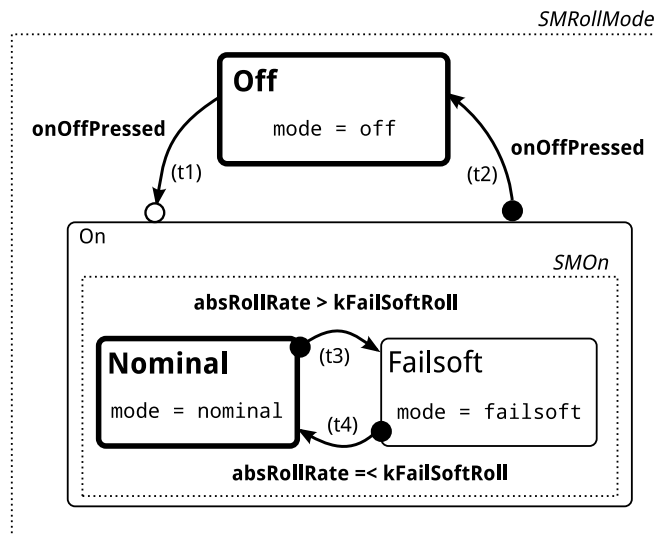 SMRollMode
Off
mode = off
onOffPressed
onOffPressed
(t1)
(t2)
On
SMOn
absRollRate > kFailSoftRoll
Nominal
(t3)
Failsoft
mode = nominal
mode = failsoft
(t4)
absRollRate =< kFailSoftRoll